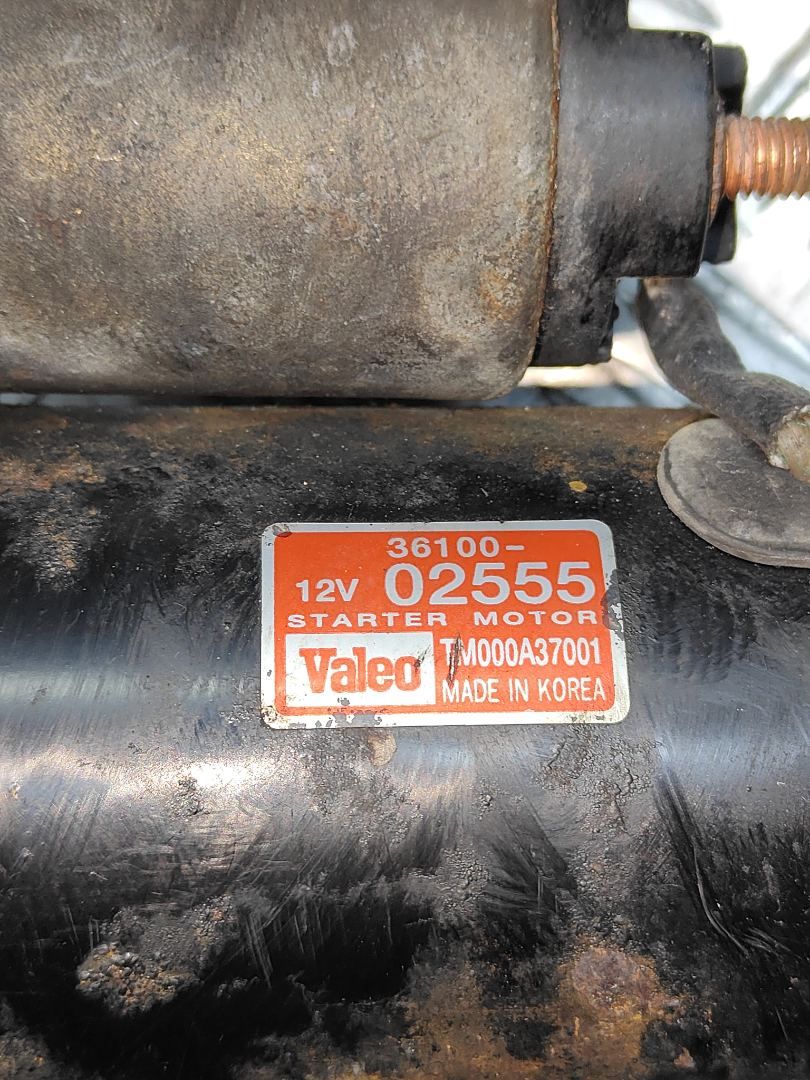 36100-
12V 02555
STARTER MOTOR
Valeo TM000A37001
MADE IN KOREA